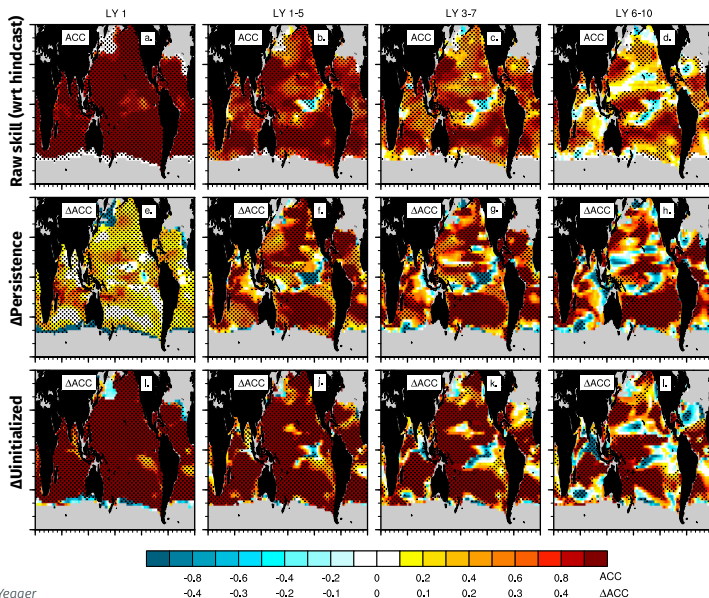 LY 1 LY 1-5 LY 3-7 LY 6-10
Raw skill (wrt hindcast)
ACC a. ACC b. ACC c. ACC d.
ΔPersistence
ΔACC e. ΔACC f. ΔACC g. ΔACC h.
ΔUinitialized
ΔACC i. ΔACC j. ΔACC k. ΔACC l.
-0.8 -0.6 -0.4 -0.2 0 0.2 0.4 0.6 0.8 ACC
-0.4 -0.3 -0.2 -0.1 0 0.1 0.2 0.3 0.4 ΔACC
Yeager